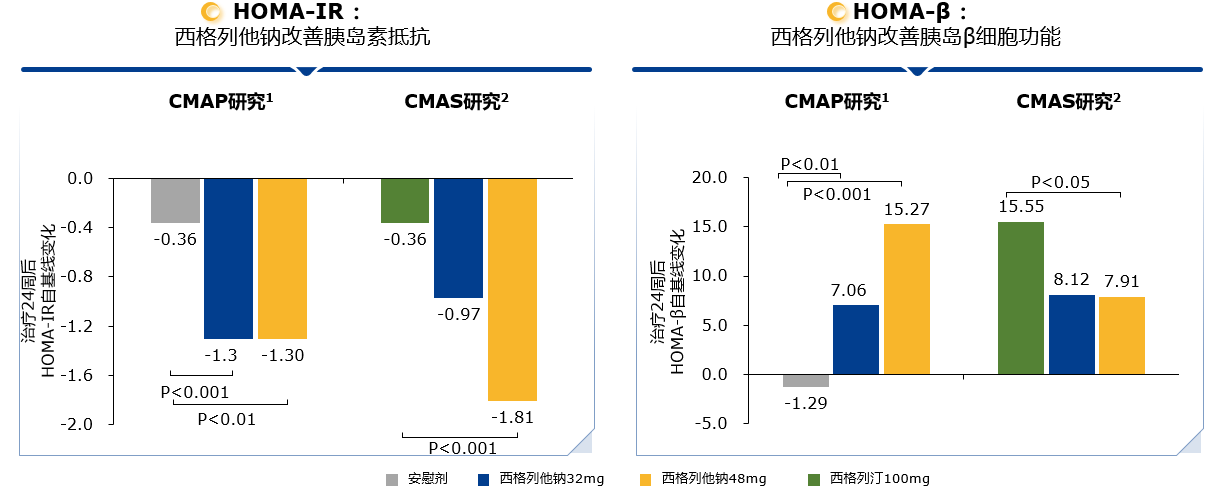 HOMA-IR：
西格列他钠改善胰岛素抵抗
CMAP研究1
CMAS研究2
治疗24周后
HOMA-IR自基线变化
0.0
-0.4
-0.8
-1.2
-1.6
-2.0
-0.36
-1.3
-1.30
-0.36
-0.97
-1.81
P<0.001
P<0.01
P<0.001
HOMA-β：
西格列他钠改善胰岛β细胞功能
CMAP研究1
CMAS研究2
治疗24周后
HOMA-β自基线变化
20.0
15.0
10.0
5.0
0.0
-5.0
P<0.01
P<0.001
P<0.05
-1.29
7.06
15.27
15.55
8.12
7.91
安慰剂
西格列他钠32mg
西格列他钠48mg
西格列汀100mg